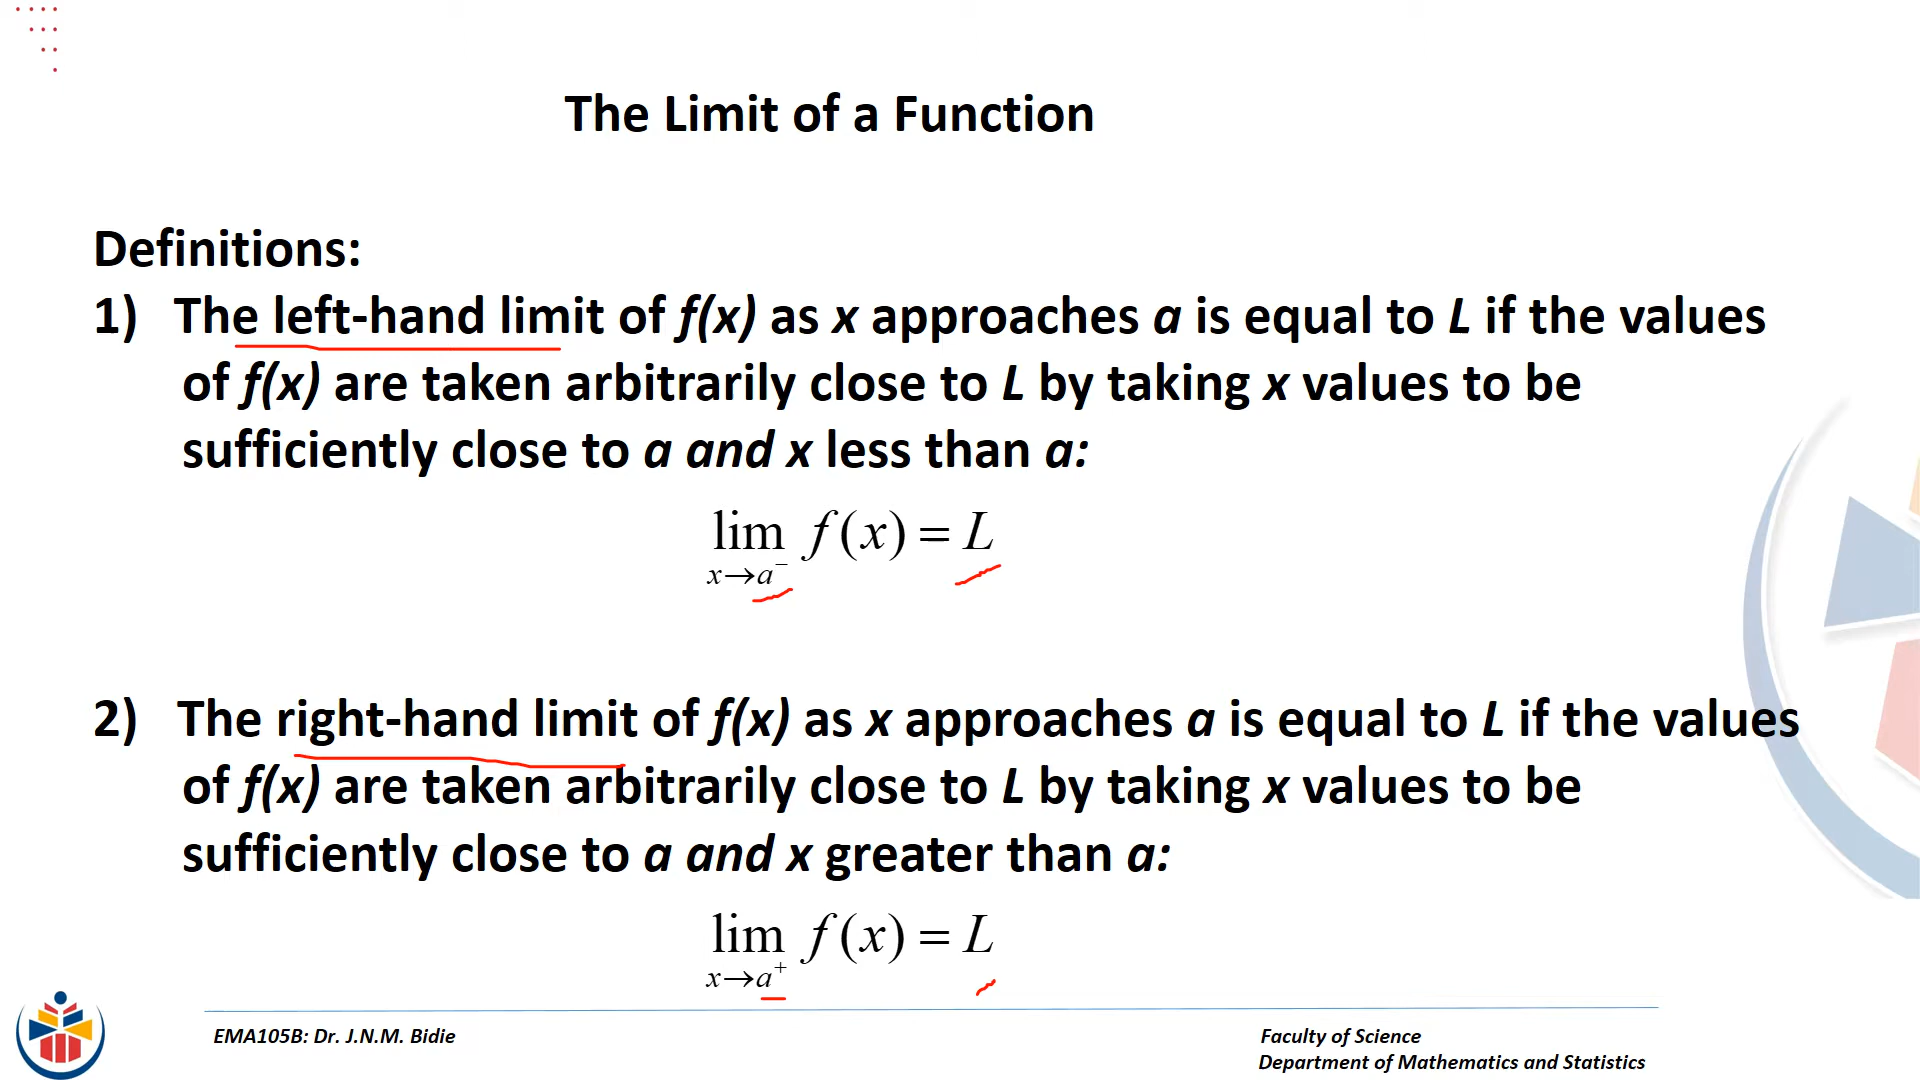 The Limit of a Function
Definitions:
1) The left-hand limit of f(x) as x approaches a is equal to L if the values
of f(x) are taken arbitrarily close to L by taking x values to be
sufficiently close to a and x less than a:
lim f(x) = L
x→a⁻
2) The right-hand limit of f(x) as x approaches a is equal to L if the values
of f(x) are taken arbitrarily close to L by taking x values to be
sufficiently close to a and x greater than a:
lim f(x) = L
x→a⁺
EMA105B: Dr. J.N.M. Bidie
Faculty of Science
Department of Mathematics and Statistics